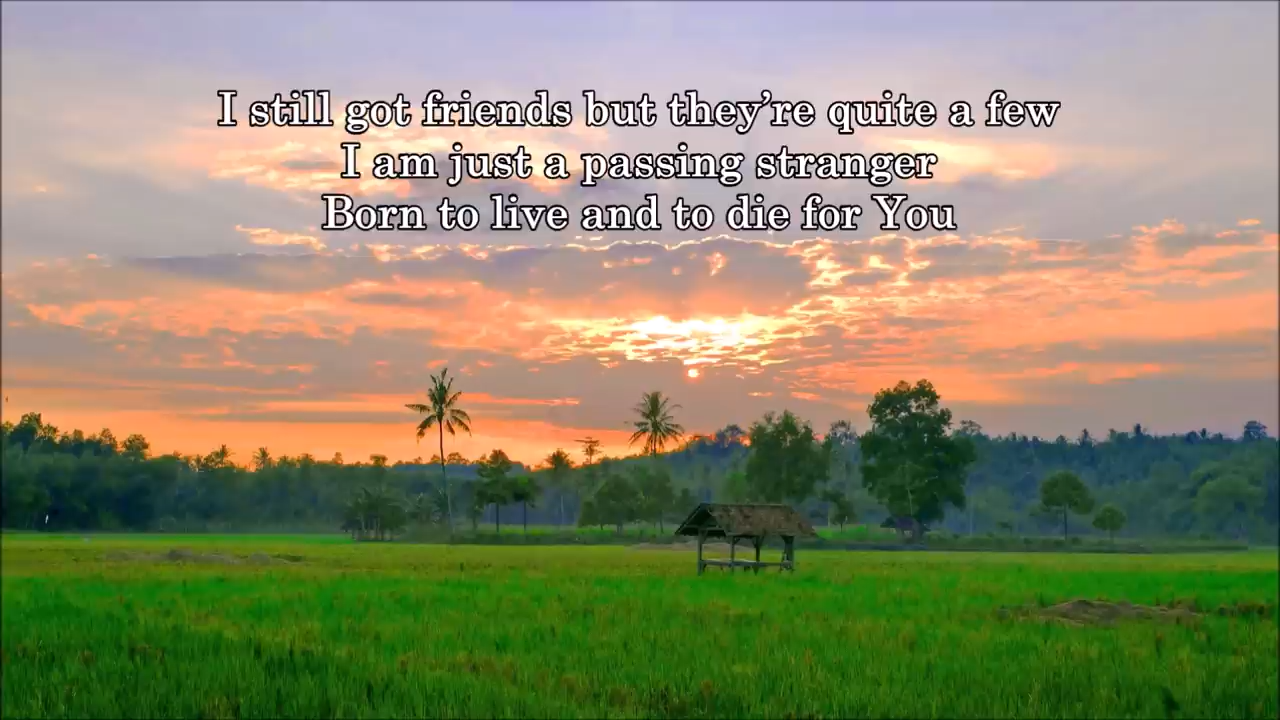 I still got friends but they’re quite a few
I am just a passing stranger
Born to live and to die for You